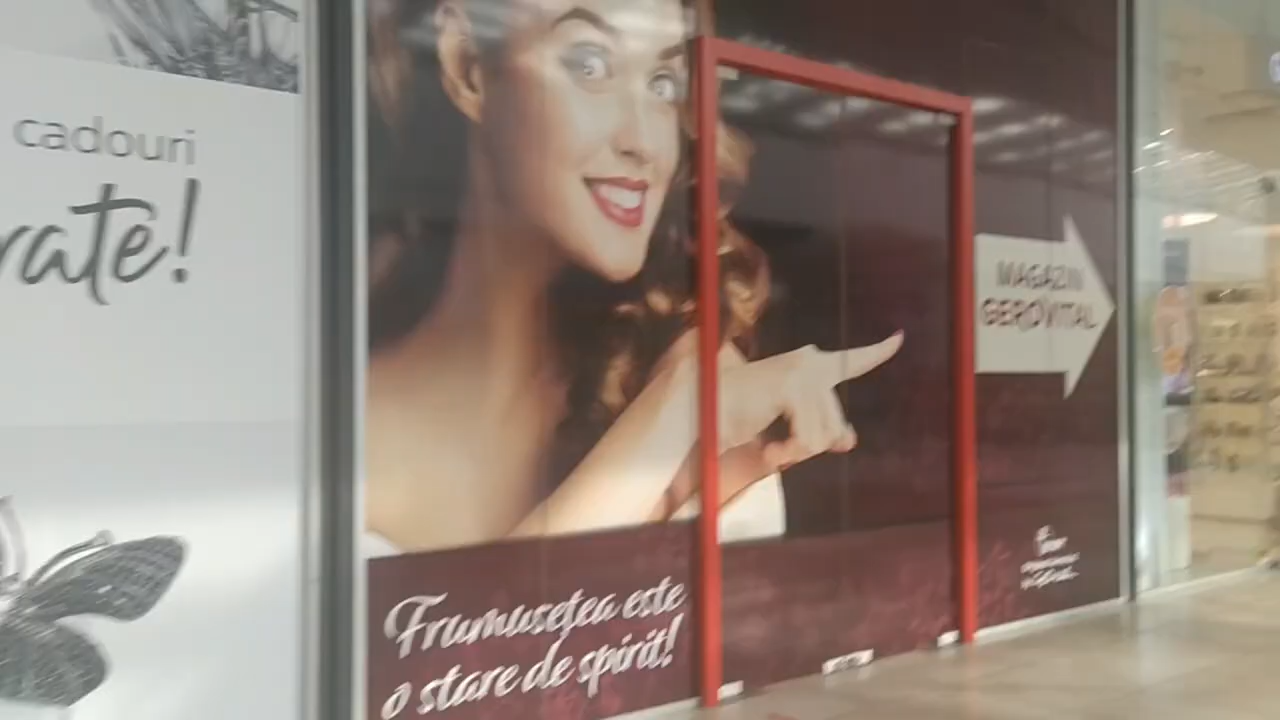 cadouri
rate!
MAGAZIN
GEROVITAL
Frumusețea este
o stare de spirit!